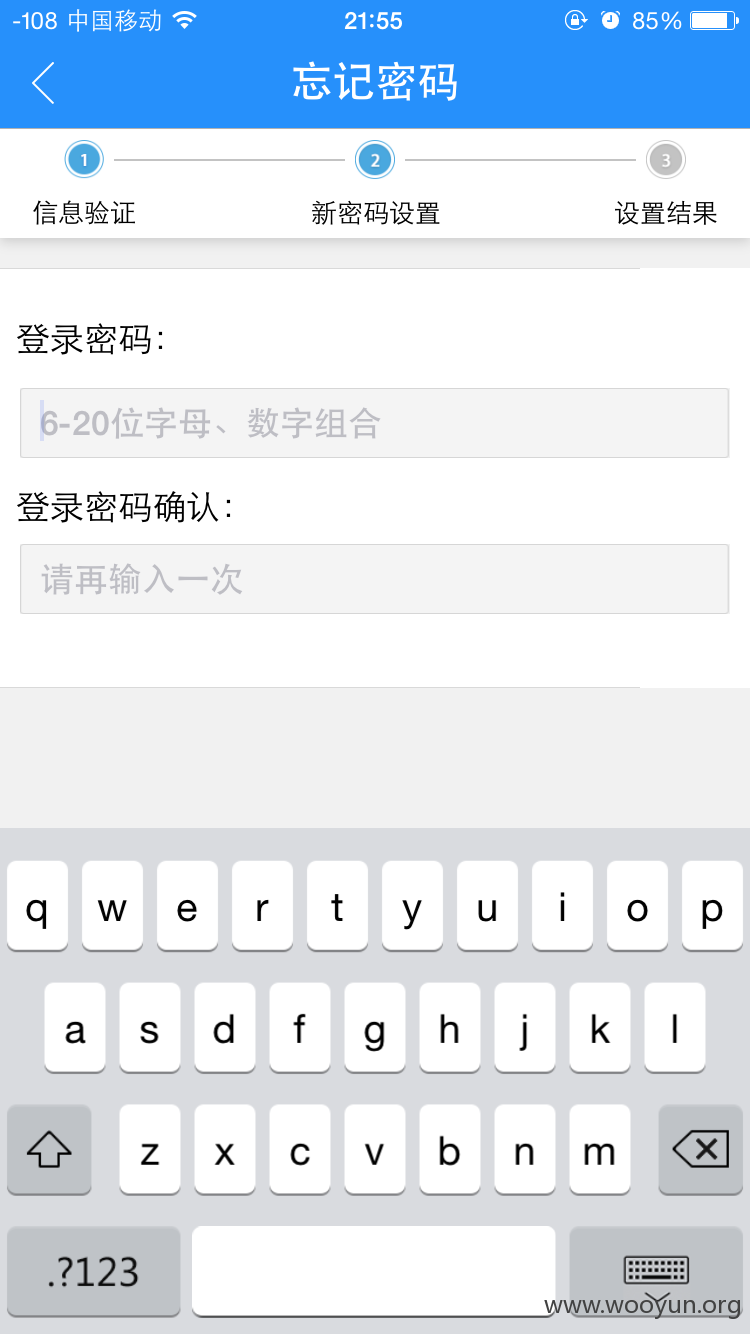 -108 中国移动 21:55 85%
忘记密码
1 2 3
信息验证 新密码设置 设置结果
登录密码：
6-20位字母、数字组合
登录密码确认：
请再输入一次
q w e r t y u i o p
a s d f g h j k l
z x c v b n m
.?123
www.wooyun.org